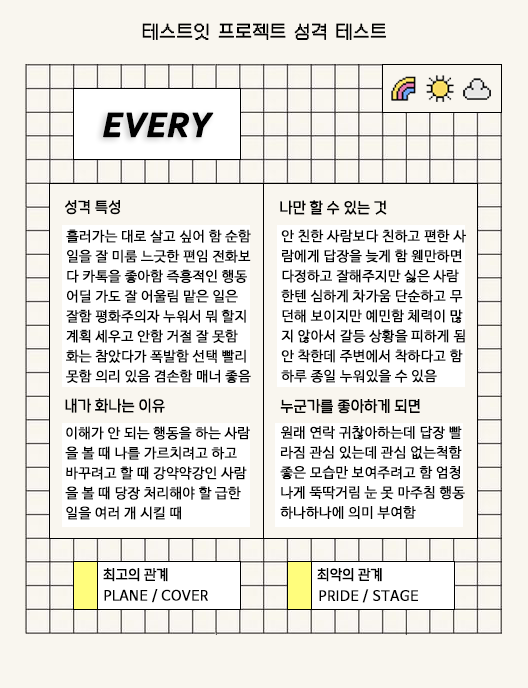 테스트잇 프로젝트 성격 테스트
EVERY
성격 특성
흘러가는 대로 살고 싶어 함 순함
일을 잘 미룸 느긋한 편임 전화보
다 카톡을 좋아함 즉흥적인 행동
어딜 가도 잘 어울림 맡은 일은
잘함 평화주의자 누워서 뭐 할지
계획 세우고 안함 거절 잘 못함
화는 참았다가 폭발함 선택 빨리
못함 의리 있음 겸손함 매너 좋음
나만 할 수 있는 것
안 친한 사람보다 친하고 편한 사
람에게 답장을 늦게 함 웬만하면
다정하고 잘해주지만 싫은 사람
한텐 심하게 차가움 단순하고 무
던해 보이지만 예민함 체력이 많
지 않아서 갈등 상황을 피하게 됨
안 착한데 주변에서 착하다고 함
하루 종일 누워있을 수 있음
내가 화나는 이유
이해가 안 되는 행동을 하는 사람
을 볼 때 나를 가르치려고 하고
바꾸려고 할 때 강약약강인 사람
을 볼 때 당장 처리해야 할 급한
일을 여러 개 시킬 때
누군가를 좋아하게 되면
원래 연락 귀찮아하는데 답장 빨
라짐 관심 있는데 관심 없는척함
좋은 모습만 보여주려고 함 엄청
나게 뚝딱거림 눈 못 마주침 행동
하나하나에 의미 부여함
최고의 관계
PLANE / COVER
최악의 관계
PRIDE / STAGE